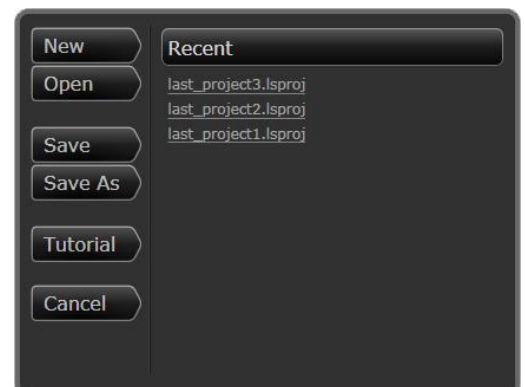 New
Open
Save
Save As
Tutorial
Cancel
Recent
last_project3.lsproj
last_project2.lsproj
last_project1.lsproj